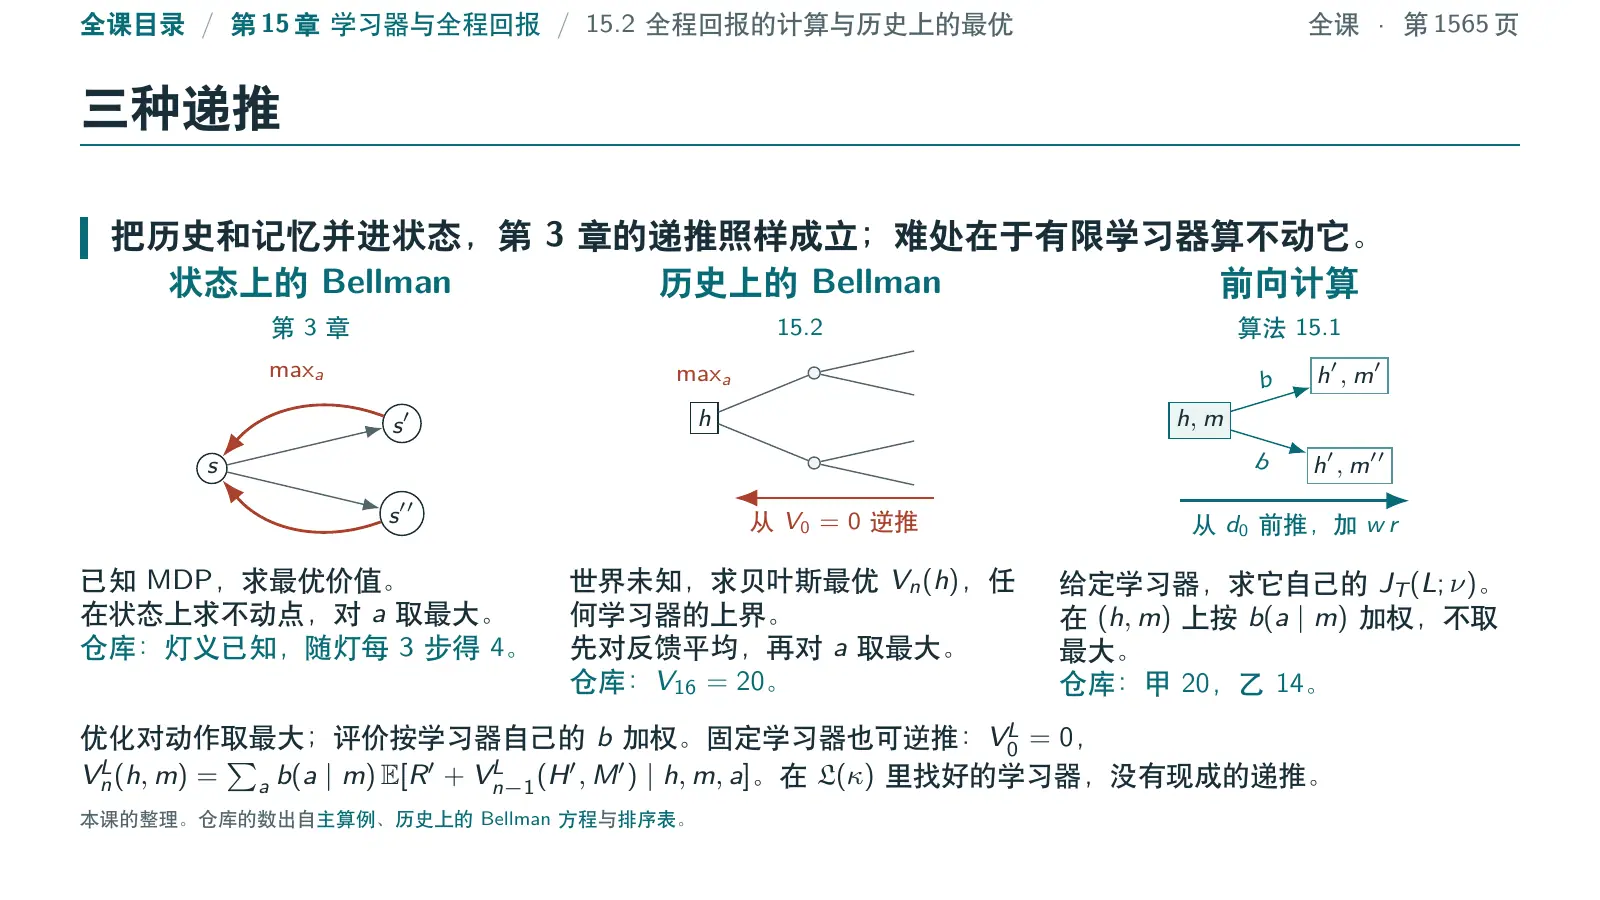 全课目录 / 第 15 章 学习器与全程回报 / 15.2 全程回报的计算与历史上的最优
全课 · 第 1565 页
三种递推
把历史和记忆并进状态，第 3 章的递推照样成立；难处在于有限学习器算不动它。
状态上的 Bellman
第 3 章
maxₐ
s
s′
s′′
已知 MDP，求最优价值。
在状态上求不动点，对 a 取最大。
仓库：灯义已知，随灯每 3 步得 4。
历史上的 Bellman
15.2
maxₐ
h
从 V₀ = 0 逆推
世界未知，求贝叶斯最优 Vₙ(h)，任
何学习器的上界。
先对反馈平均，再对 a 取最大。
仓库：V₁₆ = 20。
前向计算
算法 15.1
h, m
b
h′, m′
b
h′, m′′
从 d₀ 前推，加 w r
给定学习器，求它自己的 J_T(L; ν)。
在 (h, m) 上按 b(a | m) 加权，不取
最大。
仓库：甲 20，乙 14。
优化对动作取最大；评价按学习器自己的 b 加权。固定学习器也可逆推：V₀ᴸ = 0，
Vₙᴸ(h, m) = ∑ₐ b(a | m) 𝔼[R′ + Vₙ₋₁ᴸ(H′, M′) | h, m, a]。在 𝔏(κ) 里找好的学习器，没有现成的递推。
本课的整理。仓库的数出自主算例、历史上的 Bellman 方程与排序表。